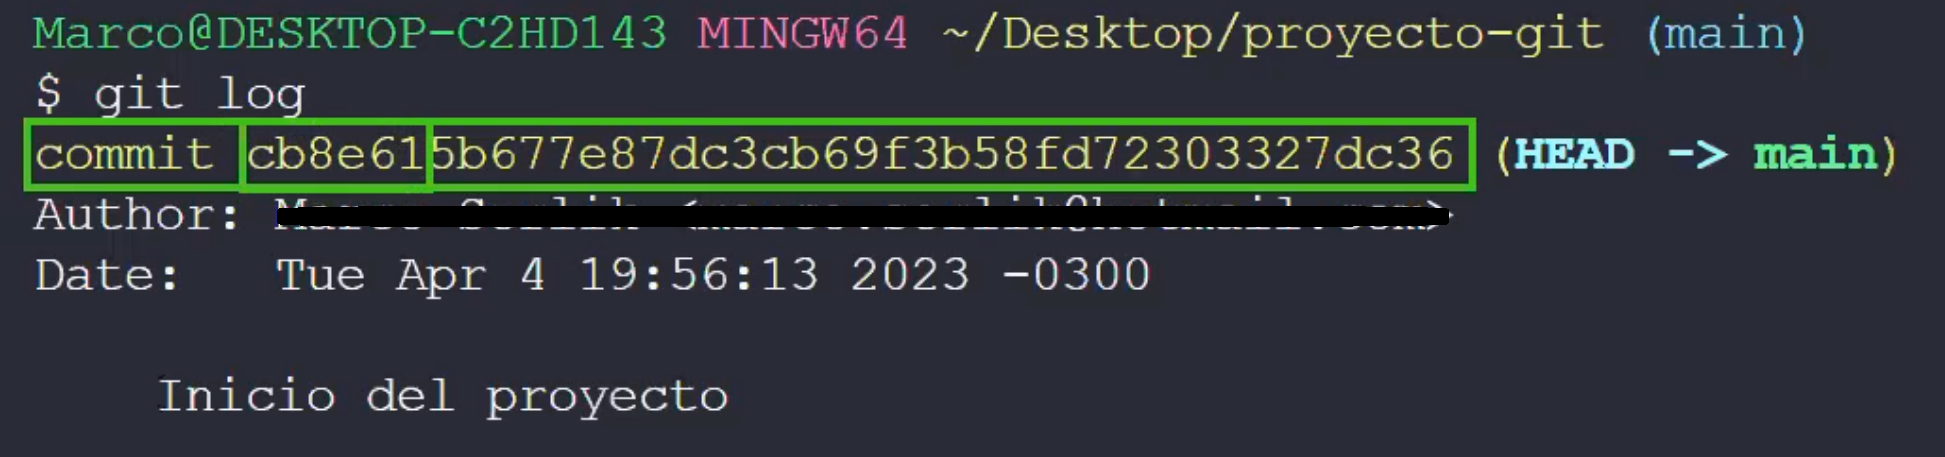 Marco@DESKTOP-C2HD143 MINGW64 ~/Desktop/proyecto-git (main)
$ git log
commit cb8e615b677e87dc3cb69f3b58fd72303327dc36 (HEAD -> main)
Author:
Date:   Tue Apr 4 19:56:13 2023 -0300
Inicio del proyecto